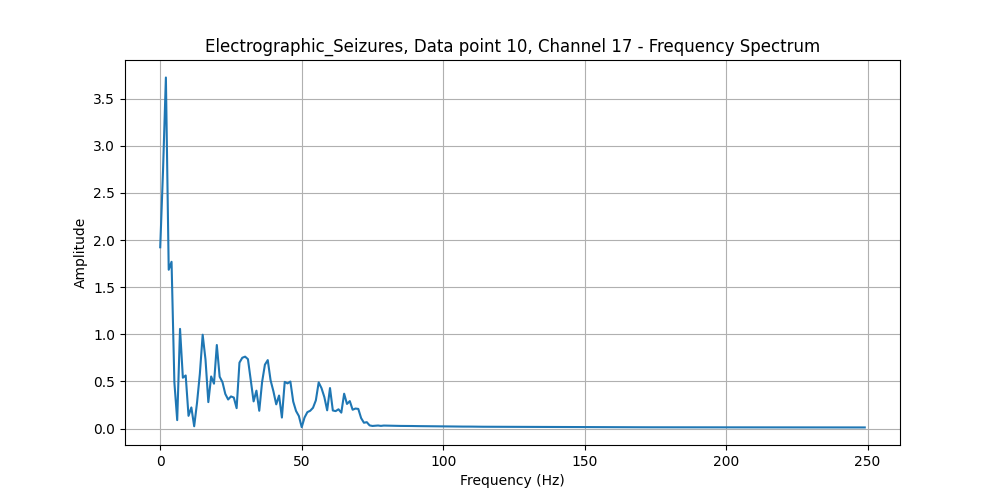 Electrographic_Seizures, Data point 10, Channel 17 - Frequency Spectrum
Amplitude
3.5
3.0
2.5
2.0
1.5
1.0
0.5
0.0
0 50 100 150 200 250
Frequency (Hz)